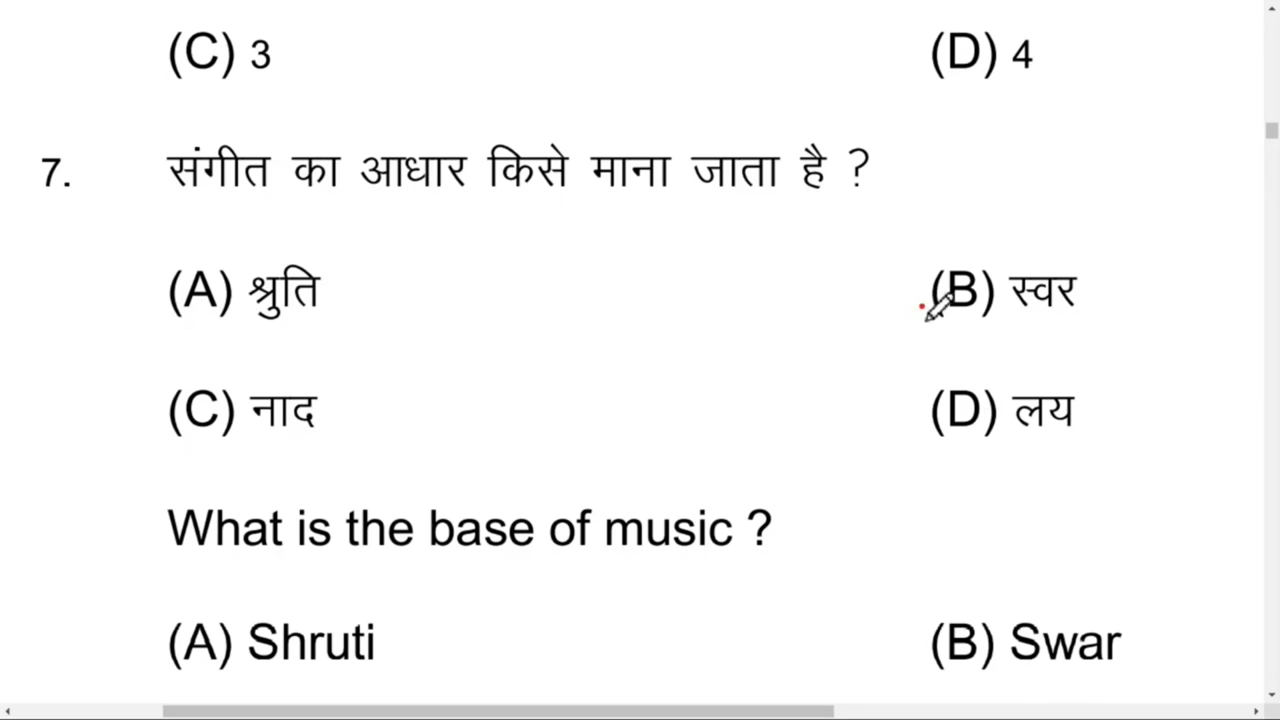 (C) 3 (D) 4
7. संगीत का आधार किसे माना जाता है ?
(A) श्रुति (B) स्वर
(C) नाद (D) लय
What is the base of music ?
(A) Shruti (B) Swar